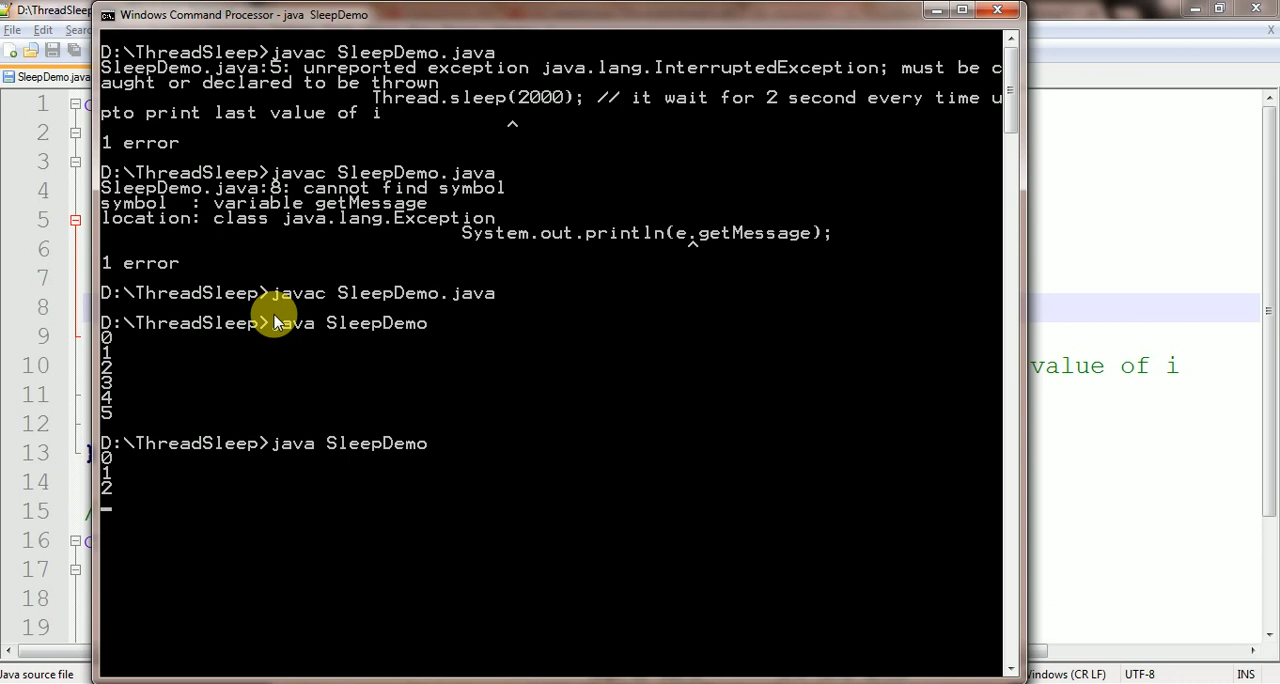 D:\ThreadSleep
Windows Command Processor - java SleepDemo
File Edit Searc
X
SleepDemo.java
1
2
3
4
5
6
7
8
9
10
11
12
13
14
15
16
17
18
19
D:\ThreadSleep>javac SleepDemo.java
SleepDemo.java:5: unreported exception java.lang.InterruptedException; must be c
aught or declared to be thrown
Thread.sleep(2000); // it wait for 2 second every time u
pto print last value of i
^
1 error
D:\ThreadSleep>javac SleepDemo.java
SleepDemo.java:8: cannot find symbol
symbol  : variable getMessage
location: class java.lang.Exception
System.out.println(e.getMessage);
^
1 error
D:\ThreadSleep>javac SleepDemo.java
D:\ThreadSleep>java SleepDemo
0
1
2
3
4
5
D:\ThreadSleep>java SleepDemo
0
1
2
value of i
}
/
Java source file
Windows (CR LF)
UTF-8
INS